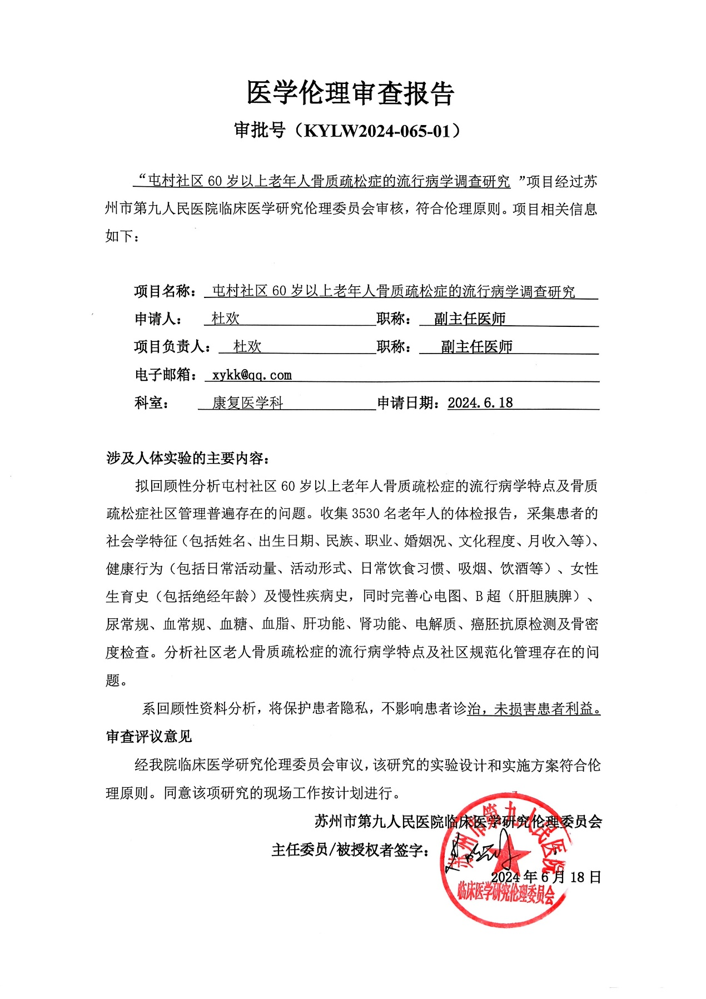 医学伦理审查报告
审批号（KYLW2024-065-01）
“屯村社区 60 岁以上老年人骨质疏松症的流行病学调查研究 ”项目经过苏
州市第九人民医院临床医学研究伦理委员会审核，符合伦理原则。项目相关信息
如下：
项目名称： 屯村社区 60 岁以上老年人骨质疏松症的流行病学调查研究
申请人： 杜欢 职称： 副主任医师
项目负责人： 杜欢 职称： 副主任医师
电子邮箱： xykk@qq.com
科室： 康复医学科 申请日期：2024.6.18
涉及人体实验的主要内容：
拟回顾性分析屯村社区 60 岁以上老年人骨质疏松症的流行病学特点及骨质
疏松症社区管理普遍存在的问题。收集 3530 名老年人的体检报告，采集患者的
社会学特征（包括姓名、出生日期、民族、职业、婚姻况、文化程度、月收入等）、
健康行为（包括日常活动量、活动形式、日常饮食习惯、吸烟、饮酒等）、女性
生育史（包括绝经年龄）及慢性疾病史，同时完善心电图、B 超（肝胆胰脾）、
尿常规、血常规、血糖、血脂、肝功能、肾功能、电解质、癌胚抗原检测及骨密
度检查。分析社区老人骨质疏松症的流行病学特点及社区规范化管理存在的问
题。
系回顾性资料分析，将保护患者隐私，不影响患者诊治，未损害患者利益。
审查评议意见
经我院临床医学研究伦理委员会审议，该研究的实验设计和实施方案符合伦
理原则。同意该项研究的现场工作按计划进行。
苏州市第九人民医院临床医学研究伦理委员会
主任委员/被授权者签字：
2024 年 6 月 18 日
苏州市第九人民医院
临床医学研究伦理委员会